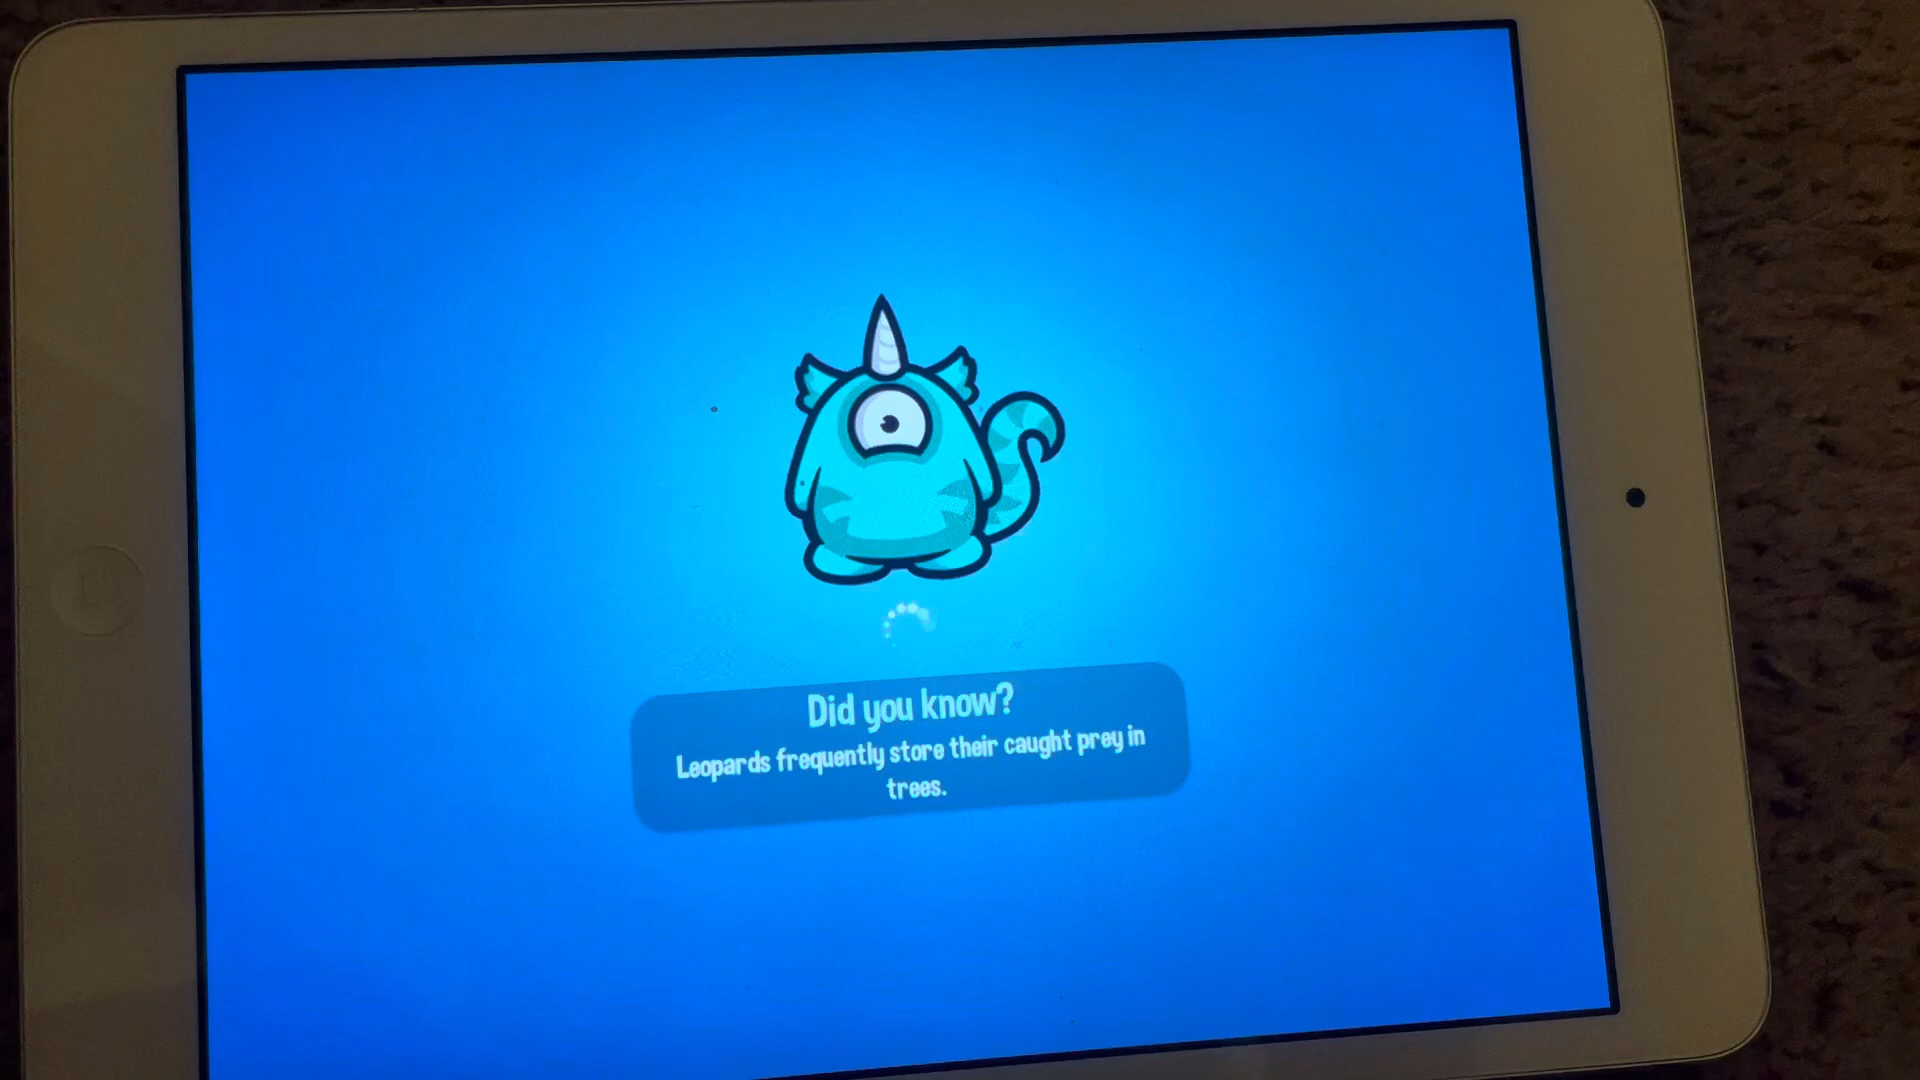 Did you know?
Leopards frequently store their caught prey in
trees.